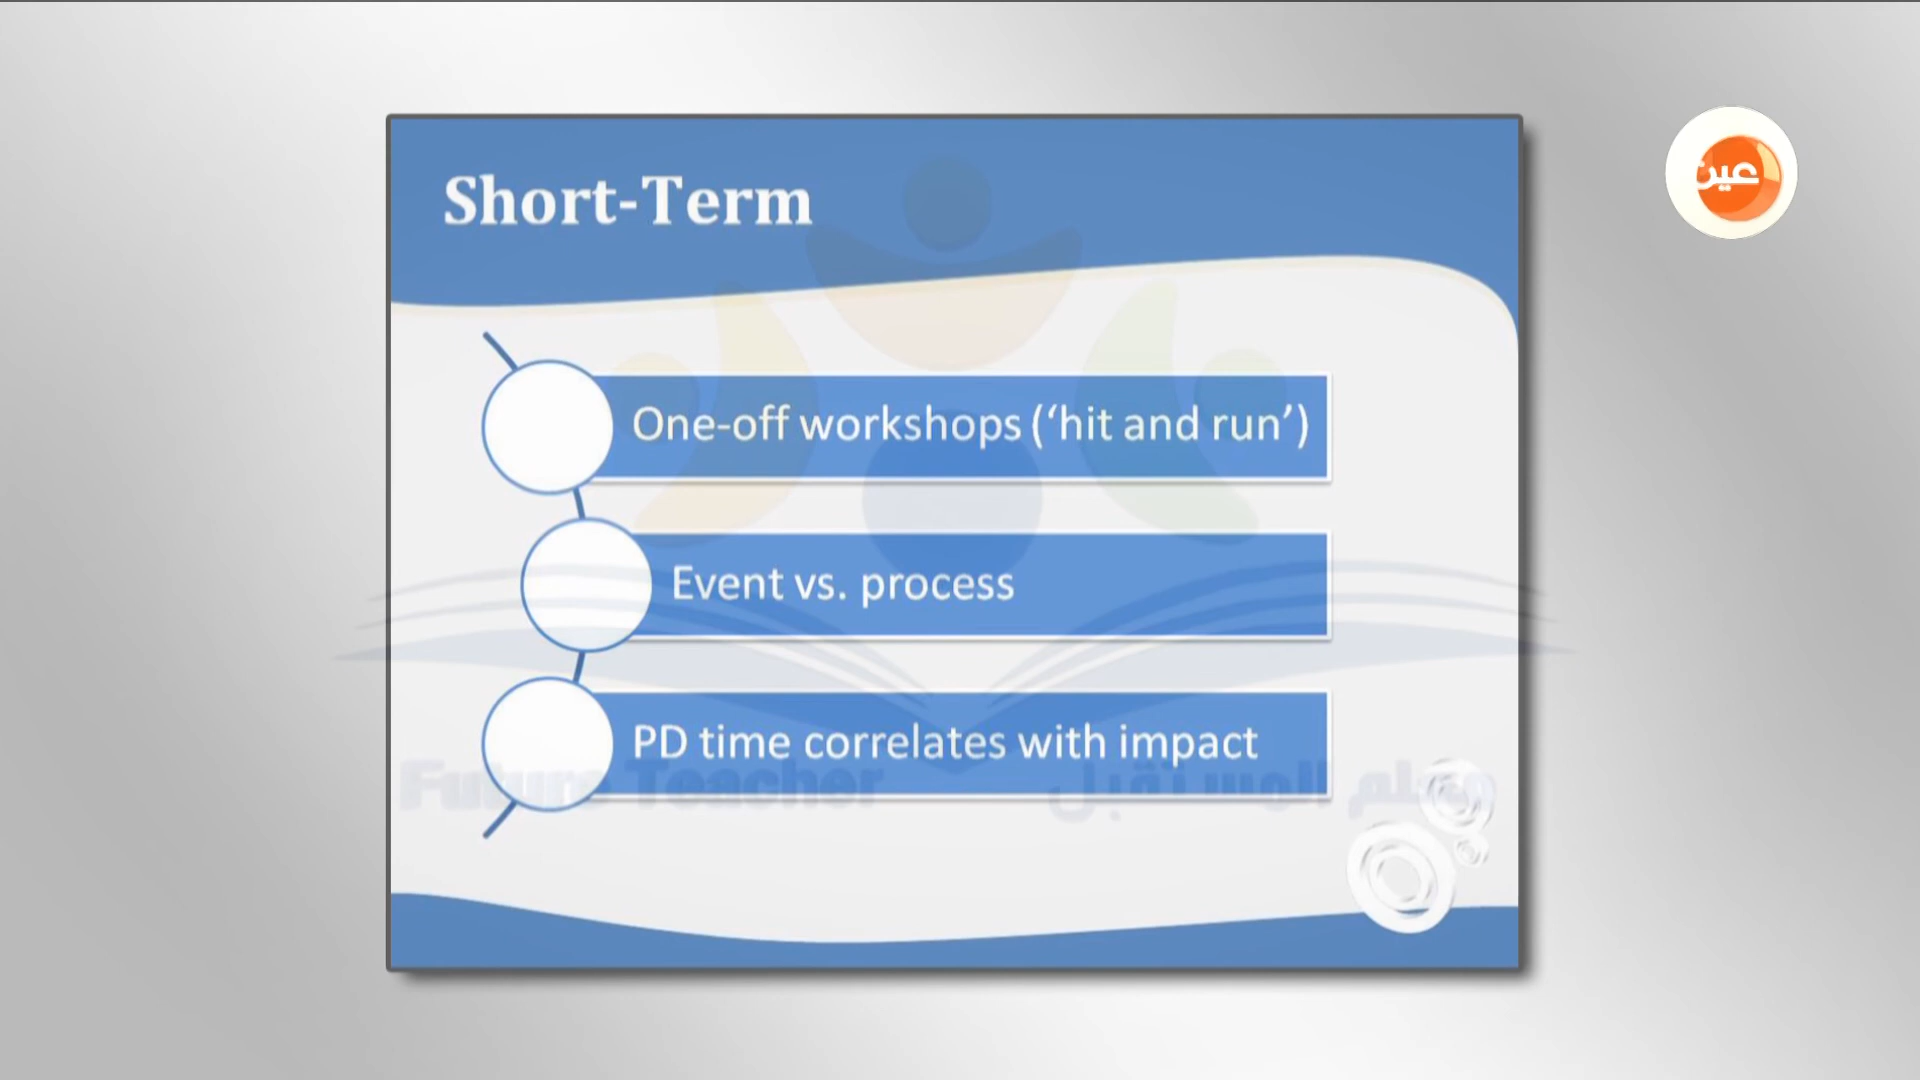 Short-Term
عين
One-off workshops (‘hit and run’)
Event vs. process
PD time correlates with impact
Future Teacher
معلم المستقبل